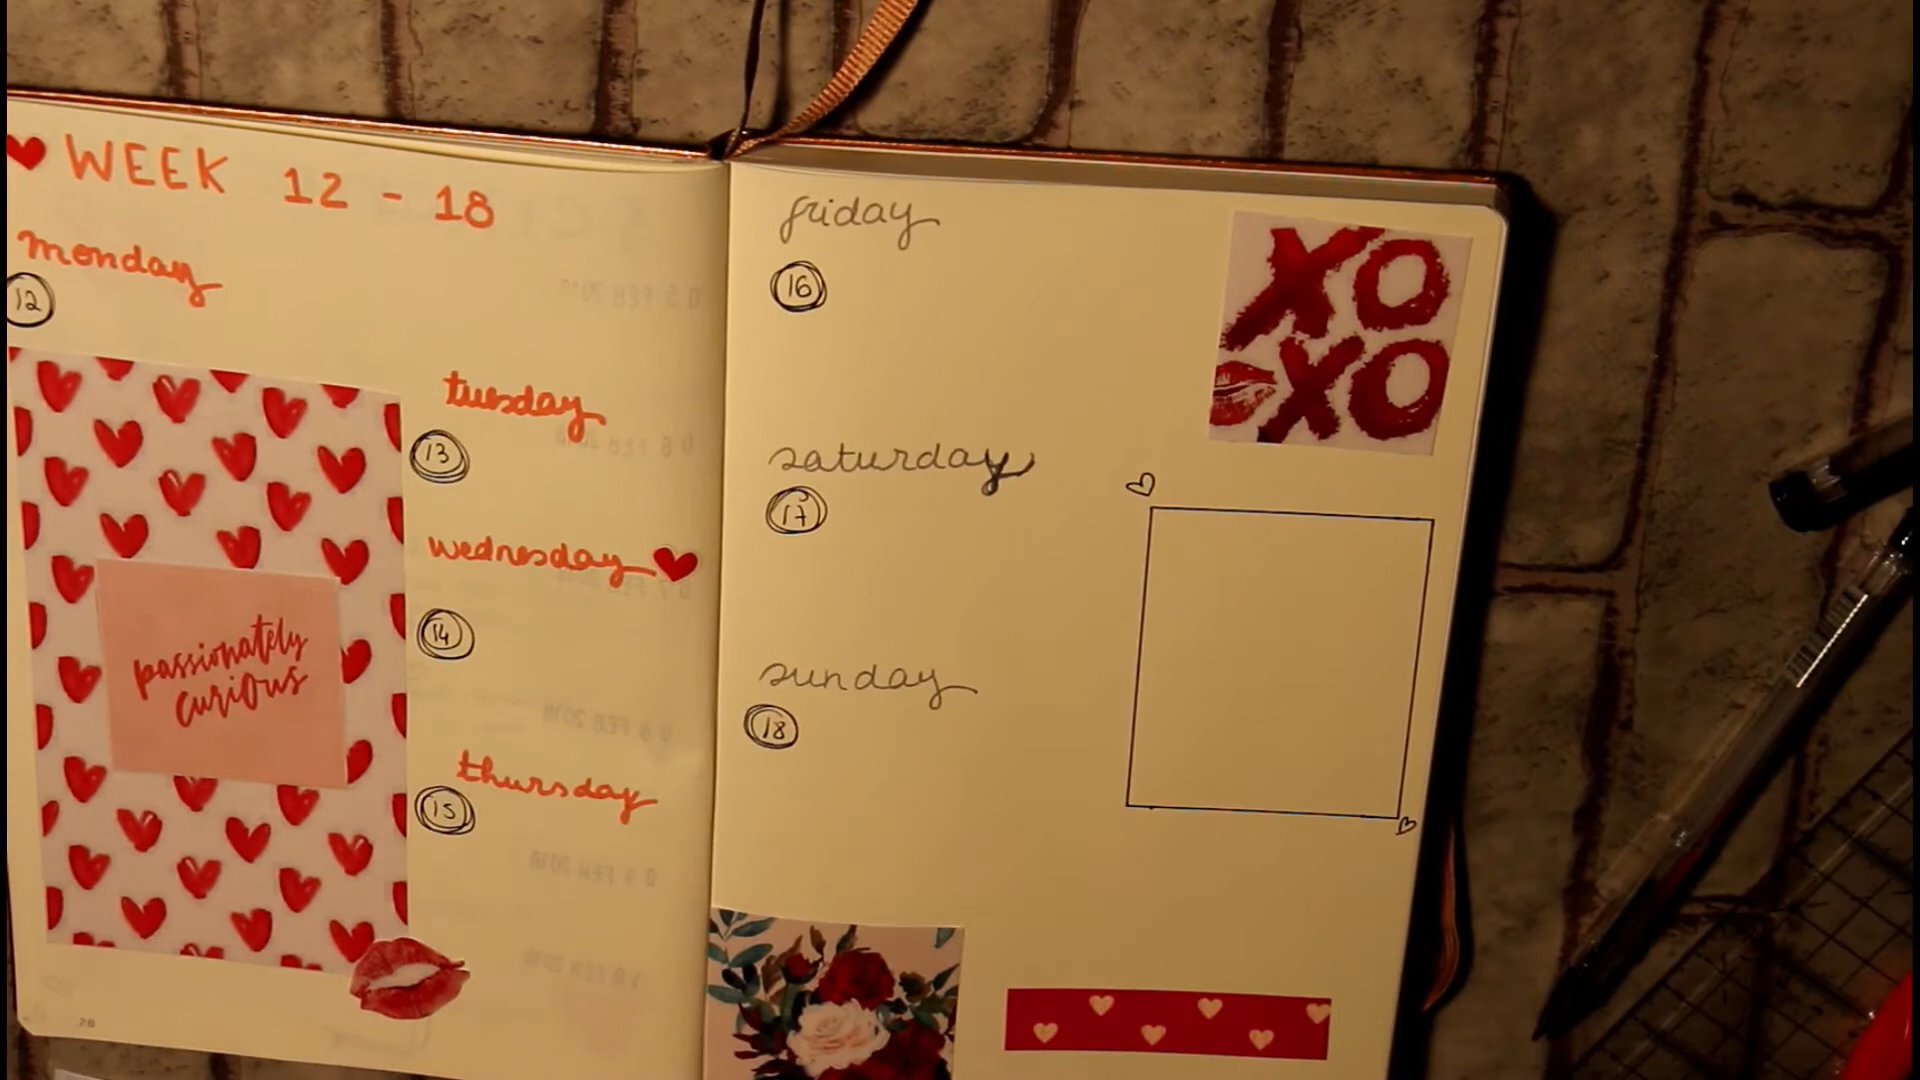 WEEK 12 - 18
monday
12
tuesday
13
wednesday
14
thursday
15
passionately
curious
26
friday
16
XO
XO
saturday
17
sunday
18